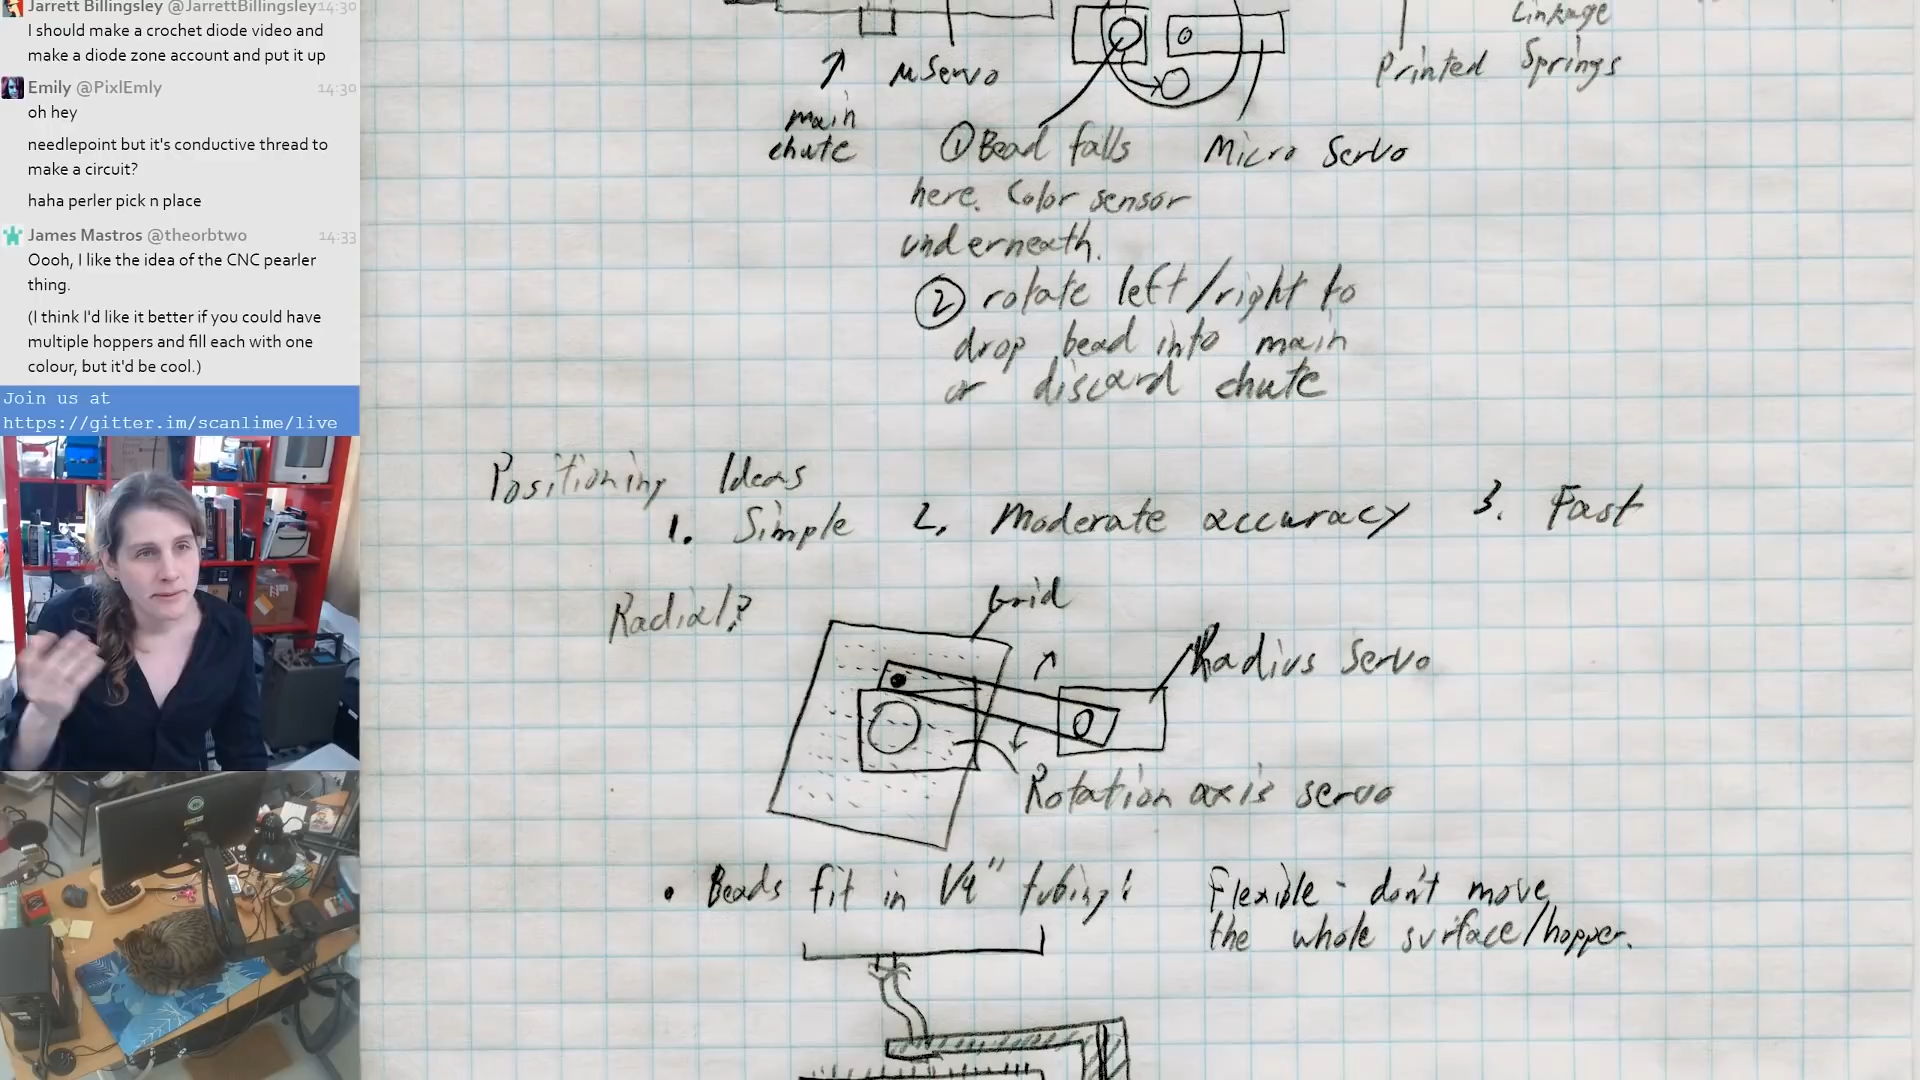 Jarrett Billingsley @JarrettBillingsley 14:30
I should make a crochet diode video and
make a diode zone account and put it up
Emily @PixlEmly 14:30
oh hey
needlepoint but it's conductive thread to
make a circuit?
haha perler pick n place
James Mastros @theorbtwo 14:33
Oooh, I like the idea of the CNC pearler
thing.
(I think I'd like it better if you could have
multiple hoppers and fill each with one
colour, but it'd be cool.)
Join us at
https://gitter.im/scanlime/live
Linkage
Printed Springs
μServo
main
chute
① Bead falls
here. Color sensor
underneath.
Micro Servo
② rotate left/right to
drop bead into main
or discard chute
Positioning Ideas
1. Simple 2. Moderate accuracy 3. Fast
Radial?
Grid
Radius Servo
Rotation axis servo
• Beads fit in 1/4" tubing!
Flexible - don't move
the whole surface/hopper.